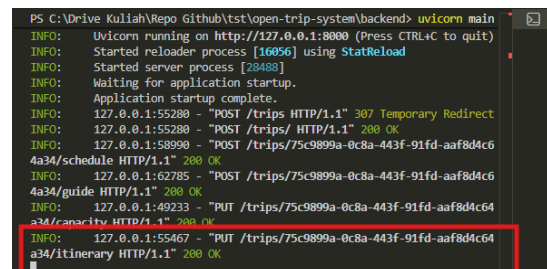 PS C:\Drive Kuliah\Repo Github\tst\open-trip-system\backend> uvicorn main
INFO:     Uvicorn running on http://127.0.0.1:8000 (Press CTRL+C to quit)
INFO:     Started reloader process [16056] using StatReload
INFO:     Started server process [28488]
INFO:     Waiting for application startup.
INFO:     Application startup complete.
INFO:     127.0.0.1:55280 - "POST /trips HTTP/1.1" 307 Temporary Redirect
INFO:     127.0.0.1:55280 - "POST /trips/ HTTP/1.1" 200 OK
INFO:     127.0.0.1:58990 - "POST /trips/75c9899a-0c8a-443f-91fd-aaf8d4c6
4a34/schedule HTTP/1.1" 200 OK
INFO:     127.0.0.1:62785 - "POST /trips/75c9899a-0c8a-443f-91fd-aaf8d4c6
4a34/guide HTTP/1.1" 200 OK
INFO:     127.0.0.1:49233 - "PUT /trips/75c9899a-0c8a-443f-91fd-aaf8d4c64
a34/capacity HTTP/1.1" 200 OK
INFO:     127.0.0.1:55467 - "PUT /trips/75c9899a-0c8a-443f-91fd-aaf8d4c64
a34/itinerary HTTP/1.1" 200 OK